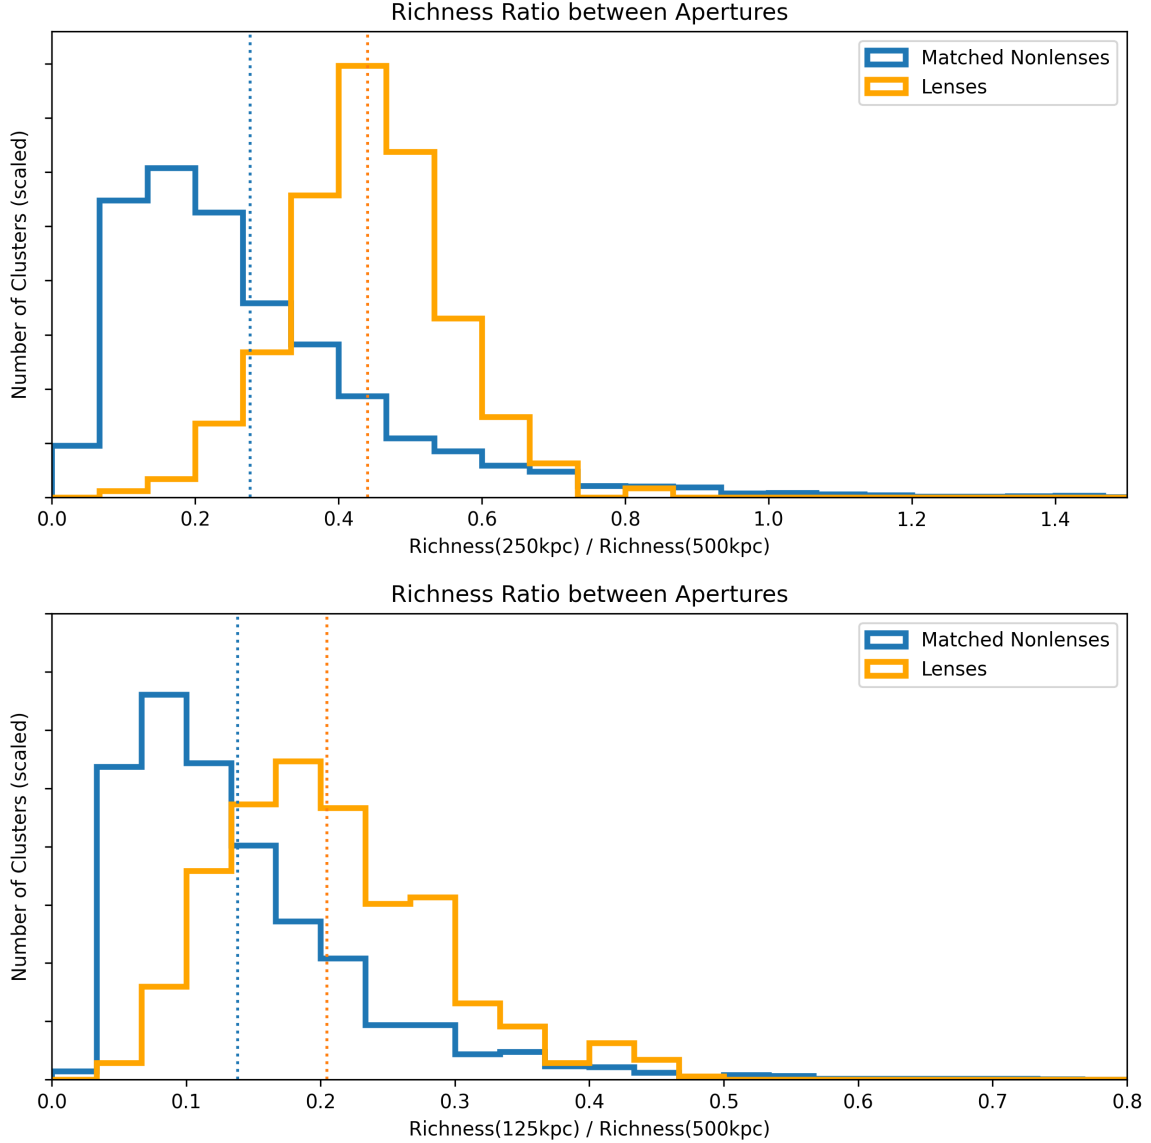 Richness Ratio between Apertures
Matched Nonlenses
Lenses
Number of Clusters (scaled)
0.0 0.2 0.4 0.6 0.8 1.0 1.2 1.4
Richness(250kpc) / Richness(500kpc)
Richness Ratio between Apertures
Matched Nonlenses
Lenses
Number of Clusters (scaled)
0.0 0.1 0.2 0.3 0.4 0.5 0.6 0.7 0.8
Richness(125kpc) / Richness(500kpc)